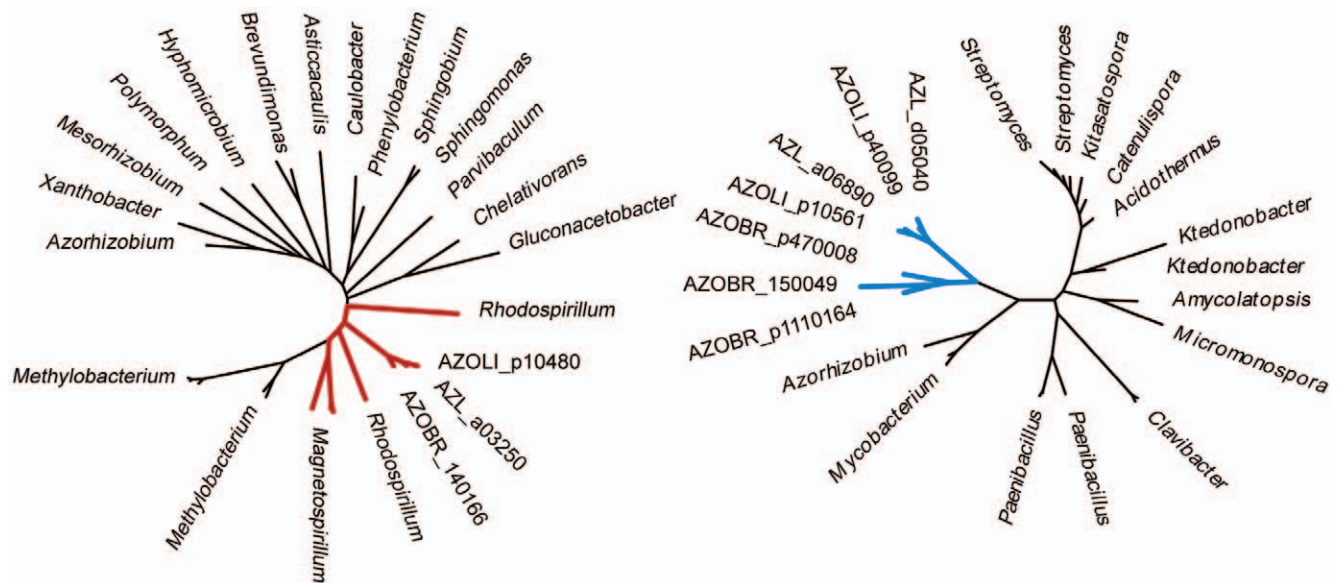 Azorhizobium
Xanthobacter
Mesorhizobium
Polymorphum
Hyphomicrobium
Brevundimonas
Asticcacaulis
Caulobacter
Phenylobacterium
Sphingobium
Sphingomonas
Parvibaculum
Chelativorans
Gluconacetobacter
Rhodospirillum
AZOLI_p10480
AZL_a03250
AZOBR_140166
Rhodospirillum
Magnetospirillum
Methylobacterium
Methylobacterium
AZL_d05040
AZOLI_p40099
AZL_a06890
AZOLI_p10561
AZOBR_p470008
AZOBR_150049
AZOBR_p1110164
Azorhizobium
Mycobacterium
Paenibacillus
Paenibacillus
Clavibacter
Micromonospora
Amycolatopsis
Ktedonobacter
Ktedonobacter
Acidothermus
Catenulispora
Kitasatospora
Streptomyces
Streptomyces